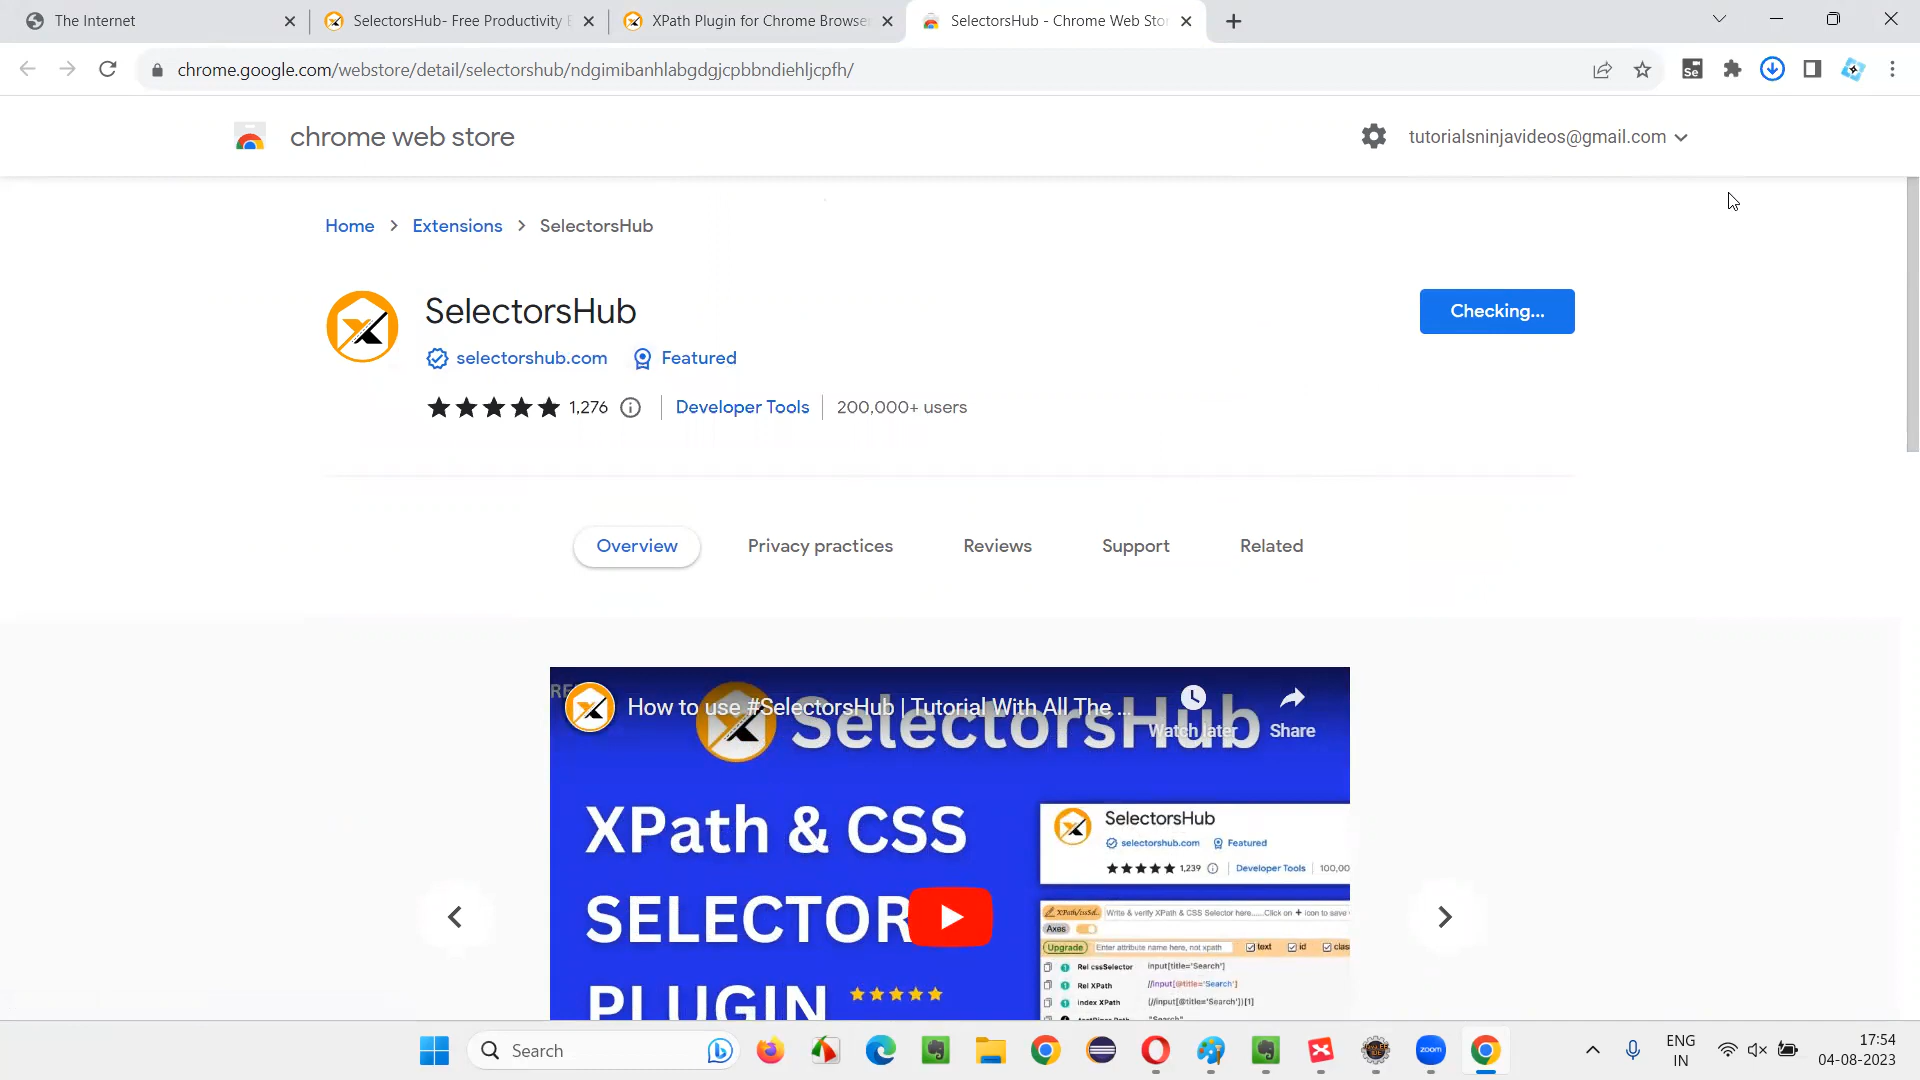 The Internet
SelectorsHub- Free Productivity E
XPath Plugin for Chrome Browse
SelectorsHub - Chrome Web Sto
chrome.google.com/webstore/detail/selectorshub/ndgimibanhlabgdgjcpbbndiehljcpfh/
Se
chrome web store
tutorialsninjavideos@gmail.com
Home > Extensions > SelectorsHub
SelectorsHub
Checking...
selectorshub.com Featured
1,276 Developer Tools 200,000+ users
Overview Privacy practices Reviews Support Related
How to use #SelectorsHub | Tutorial With All The ...
SelectorsHub
Watch later
Share
XPath & CSS
SELECTOR
PLUGIN
SelectorsHub
selectorshub.com Featured
1,239 Developer Tools 100,00
Write & verify XPath & CSS Selector here......Click on + icon to save
Axes
Upgrade Enter attribute name here, not xpath text id clas
1 Rel cssSelector input[title='Search']
1 Rel XPath //input[@title='Search']
1 index XPath (//input[@title='Search'])[1]
Search
zoom
ENG
IN
17:54
04-08-2023